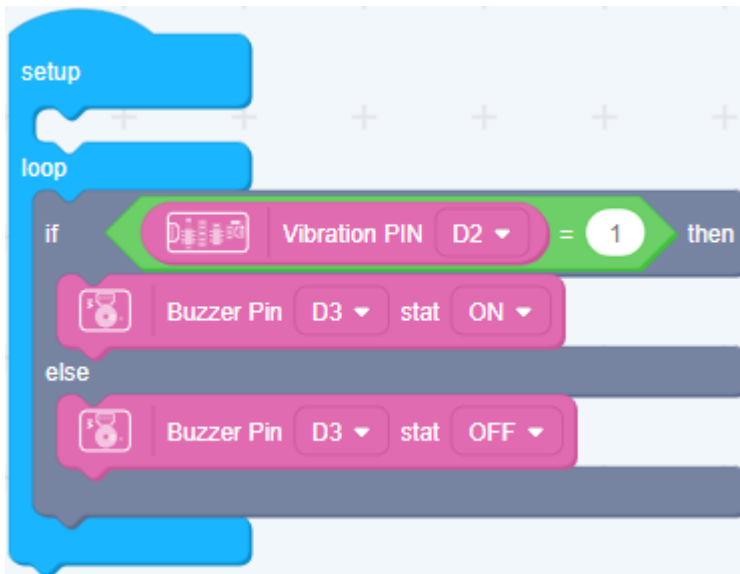 setup
loop
if Vibration PIN D2 = 1 then
Buzzer Pin D3 stat ON
else
Buzzer Pin D3 stat OFF